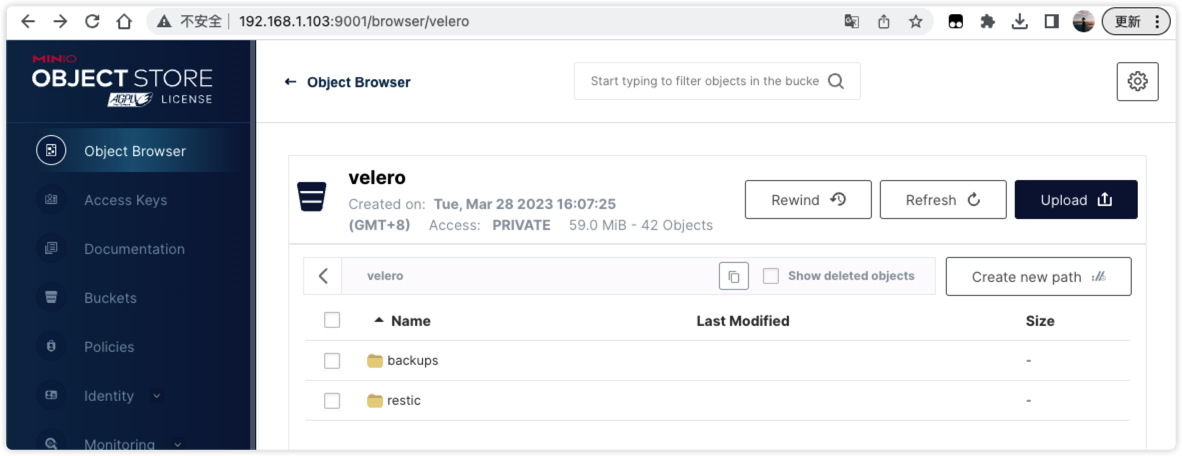 不安全 | 192.168.1.103:9001/browser/velero
更新
MINIO
OBJECT STORE
AGPLv3 LICENSE
← Object Browser
Start typing to filter objects in the bucke
Object Browser
Access Keys
Documentation
Buckets
Policies
Identity
Monitoring
velero
Created on: Tue, Mar 28 2023 16:07:25
(GMT+8) Access: PRIVATE 59.0 MiB - 42 Objects
Rewind
Refresh
Upload
velero
Show deleted objects
Create new path
Name Last Modified Size
backups -
restic -